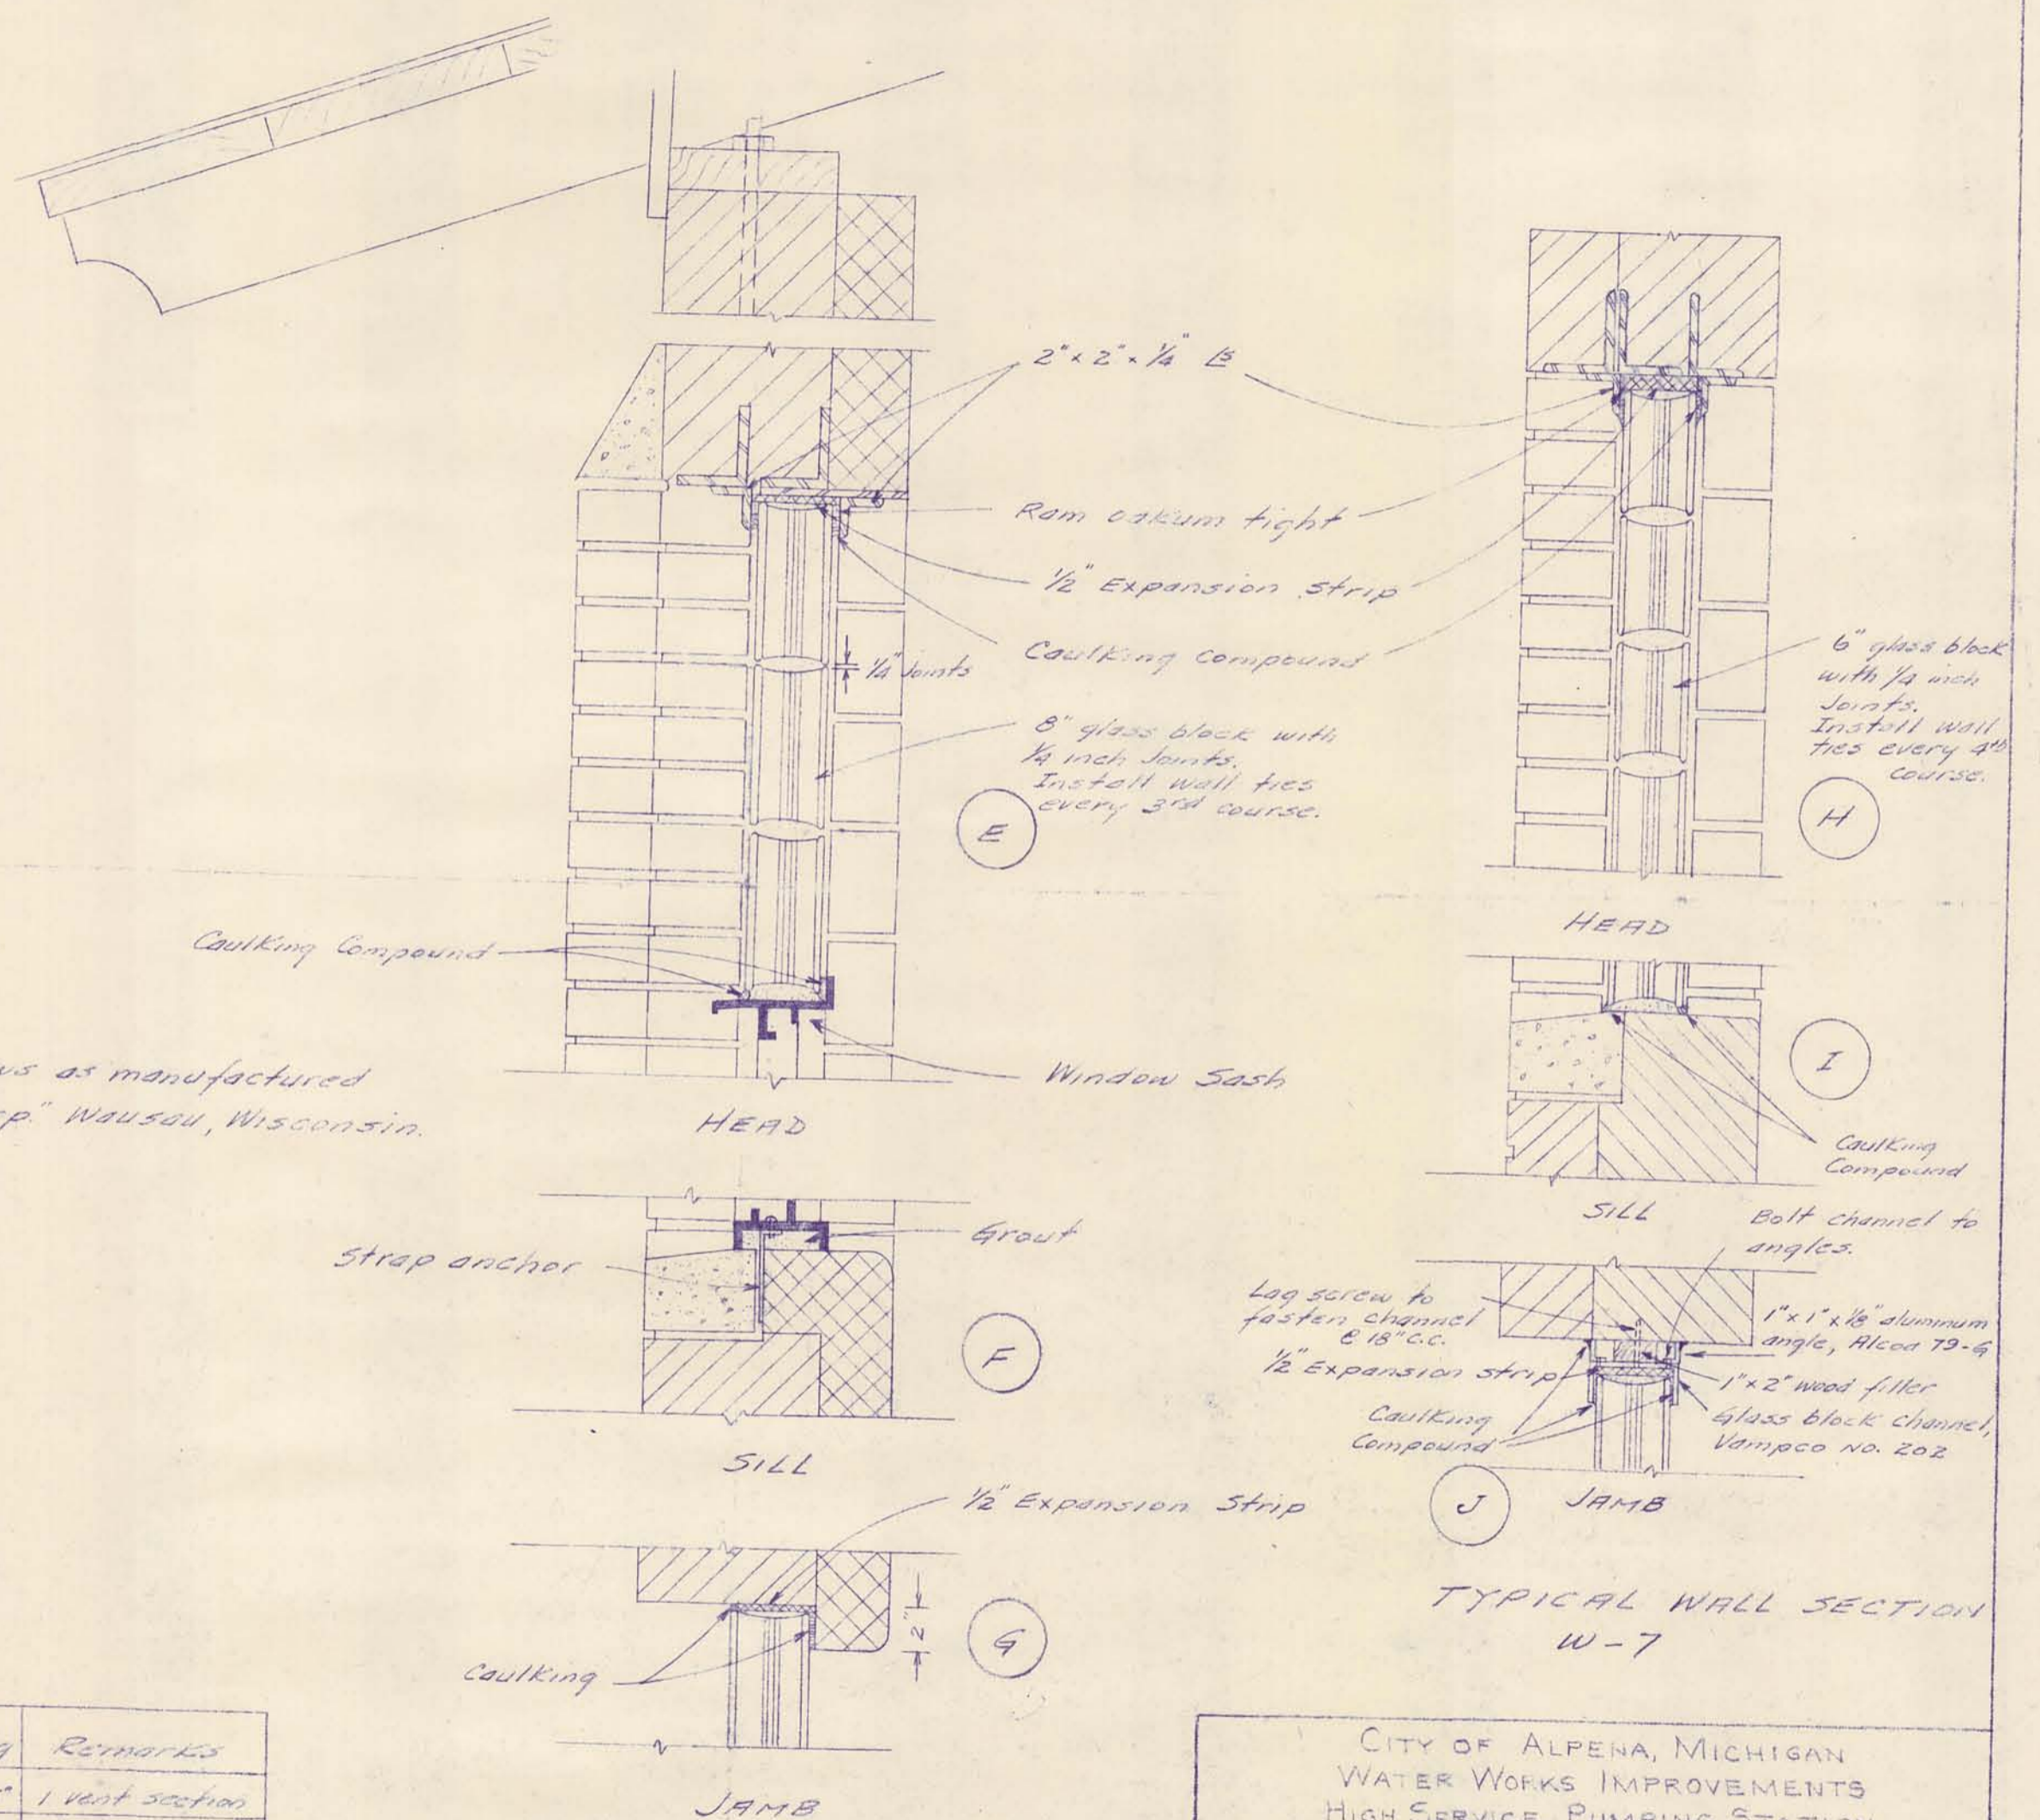 2" x 2" x 1/4" Ls
Ram oakum tight
1/2" Expansion Strip
Caulking Compound
1/4" Joints
8" glass block with
1/4 inch Joints.
Install wall ties
every 3rd course.
E
6" glass block
with 1/4 inch
Joints.
Install wall
ties every 4th
course.
H
HEAD
Caulking Compound
Window Sash
us as manufactured
p." Wausau, Wisconsin.
HEAD
I
Caulking
Compound
SILL
Strap anchor
Grout
F
SILL
Bolt channel to
angles.
Lag screw to
fasten channel
@ 18" C.C.
1/2" Expansion Strip
Caulking
Compound
1" x 1" x 1/8" aluminum
angle, Alcoa 79-G
1" x 2" wood filler
Glass block channel,
Vampco No. 202
J
JAMB
1/2" Expansion Strip
2"
G
Caulking
JAMB
TYPICAL WALL SECTION
W-7
g Remarks
" 1 vent section
CITY OF ALPENA, MICHIGAN
WATER WORKS IMPROVEMENTS
HIGH SERVICE PUMPING STATION